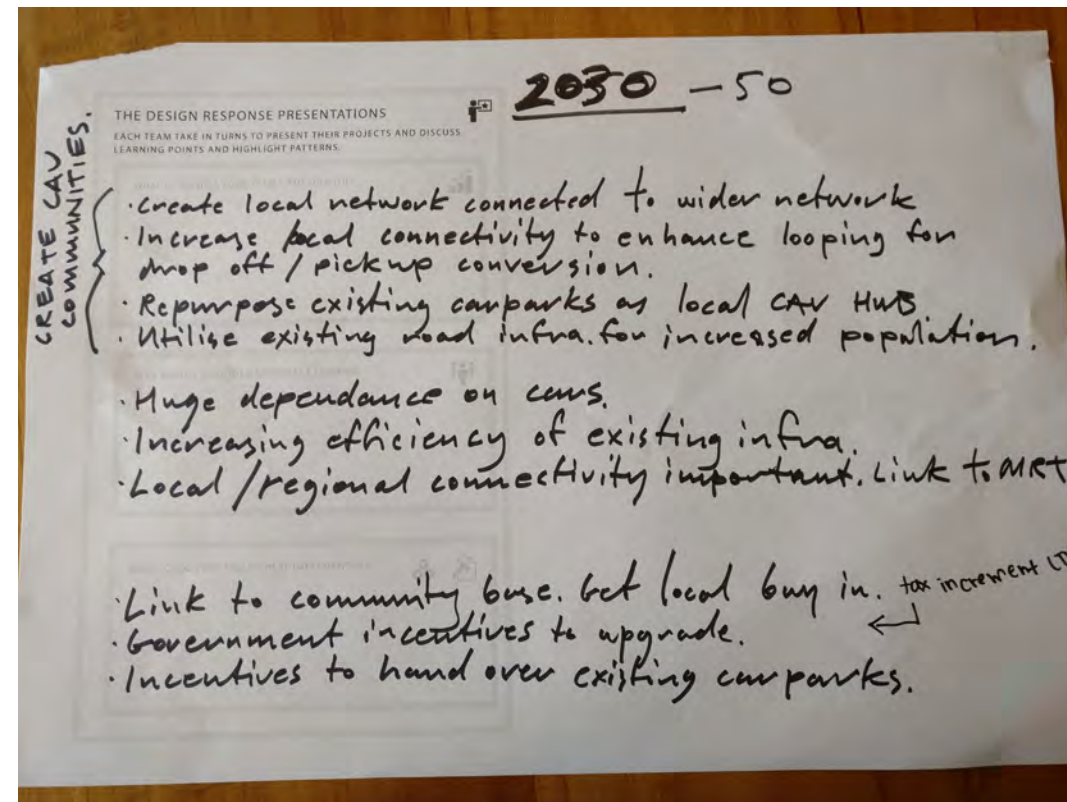 2030 - 50
THE DESIGN RESPONSE PRESENTATIONS
EACH TEAM TAKE IN TURNS TO PRESENT THEIR PROJECTS AND DISCUSS
LEARNING POINTS AND HIGHLIGHT PATTERNS.
CREATE CAV
COMMUNITIES.
· Create local network connected to wider network
· Increase local connectivity to enhance looping for
drop off / pickup conversion.
· Repurpose existing carparks as local CAV HUB.
· Utilise existing road infra. for increased population.
· Huge dependance on cars.
· Increasing efficiency of existing infra.
· Local / regional connectivity important. Link to MRT
· Link to community base. Get local buy in.
tax increment
· Government incentives to upgrade.
· Incentives to hand over existing carparks.